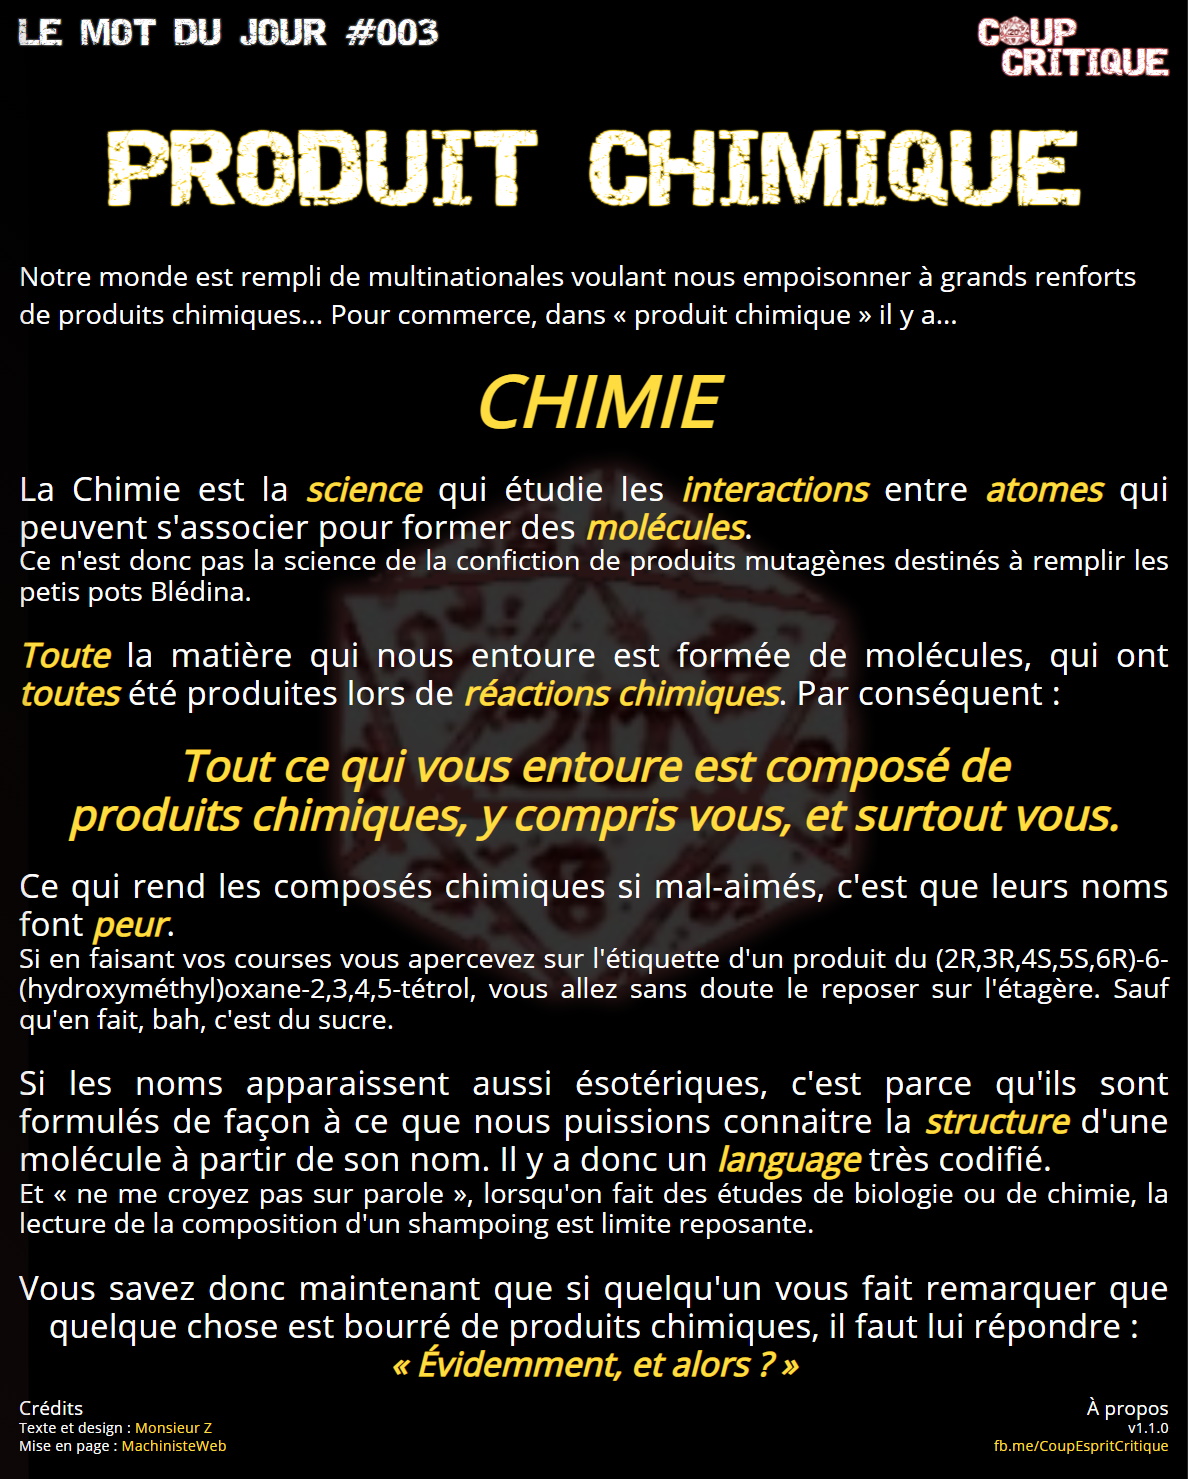 LE MOT DU JOUR #003
COUP
CRITIQUE
PRODUIT CHIMIQUE
Notre monde est rempli de multinationales voulant nous empoisonner à grands renforts
de produits chimiques... Pour commerce, dans « produit chimique » il y a...
CHIMIE
La Chimie est la science qui étudie les interactions entre atomes qui
peuvent s'associer pour former des molécules.
Ce n'est donc pas la science de la confiction de produits mutagènes destinés à remplir les
petis pots Blédina.
Toute la matière qui nous entoure est formée de molécules, qui ont
toutes été produites lors de réactions chimiques. Par conséquent :
Tout ce qui vous entoure est composé de
produits chimiques, y compris vous, et surtout vous.
Ce qui rend les composés chimiques si mal-aimés, c'est que leurs noms
font peur.
Si en faisant vos courses vous apercevez sur l'étiquette d'un produit du (2R,3R,4S,5S,6R)-6-
(hydroxyméthyl)oxane-2,3,4,5-tétrol, vous allez sans doute le reposer sur l'étagère. Sauf
qu'en fait, bah, c'est du sucre.
Si les noms apparaissent aussi ésotériques, c'est parce qu'ils sont
formulés de façon à ce que nous puissions connaitre la structure d'une
molécule à partir de son nom. Il y a donc un language très codifié.
Et « ne me croyez pas sur parole », lorsqu'on fait des études de biologie ou de chimie, la
lecture de la composition d'un shampoing est limite reposante.
Vous savez donc maintenant que si quelqu'un vous fait remarquer que
quelque chose est bourré de produits chimiques, il faut lui répondre :
« Évidemment, et alors ? »
Crédits
Texte et design : Monsieur Z
Mise en page : MachinisteWeb
À propos
v1.1.0
fb.me/CoupEspritCritique